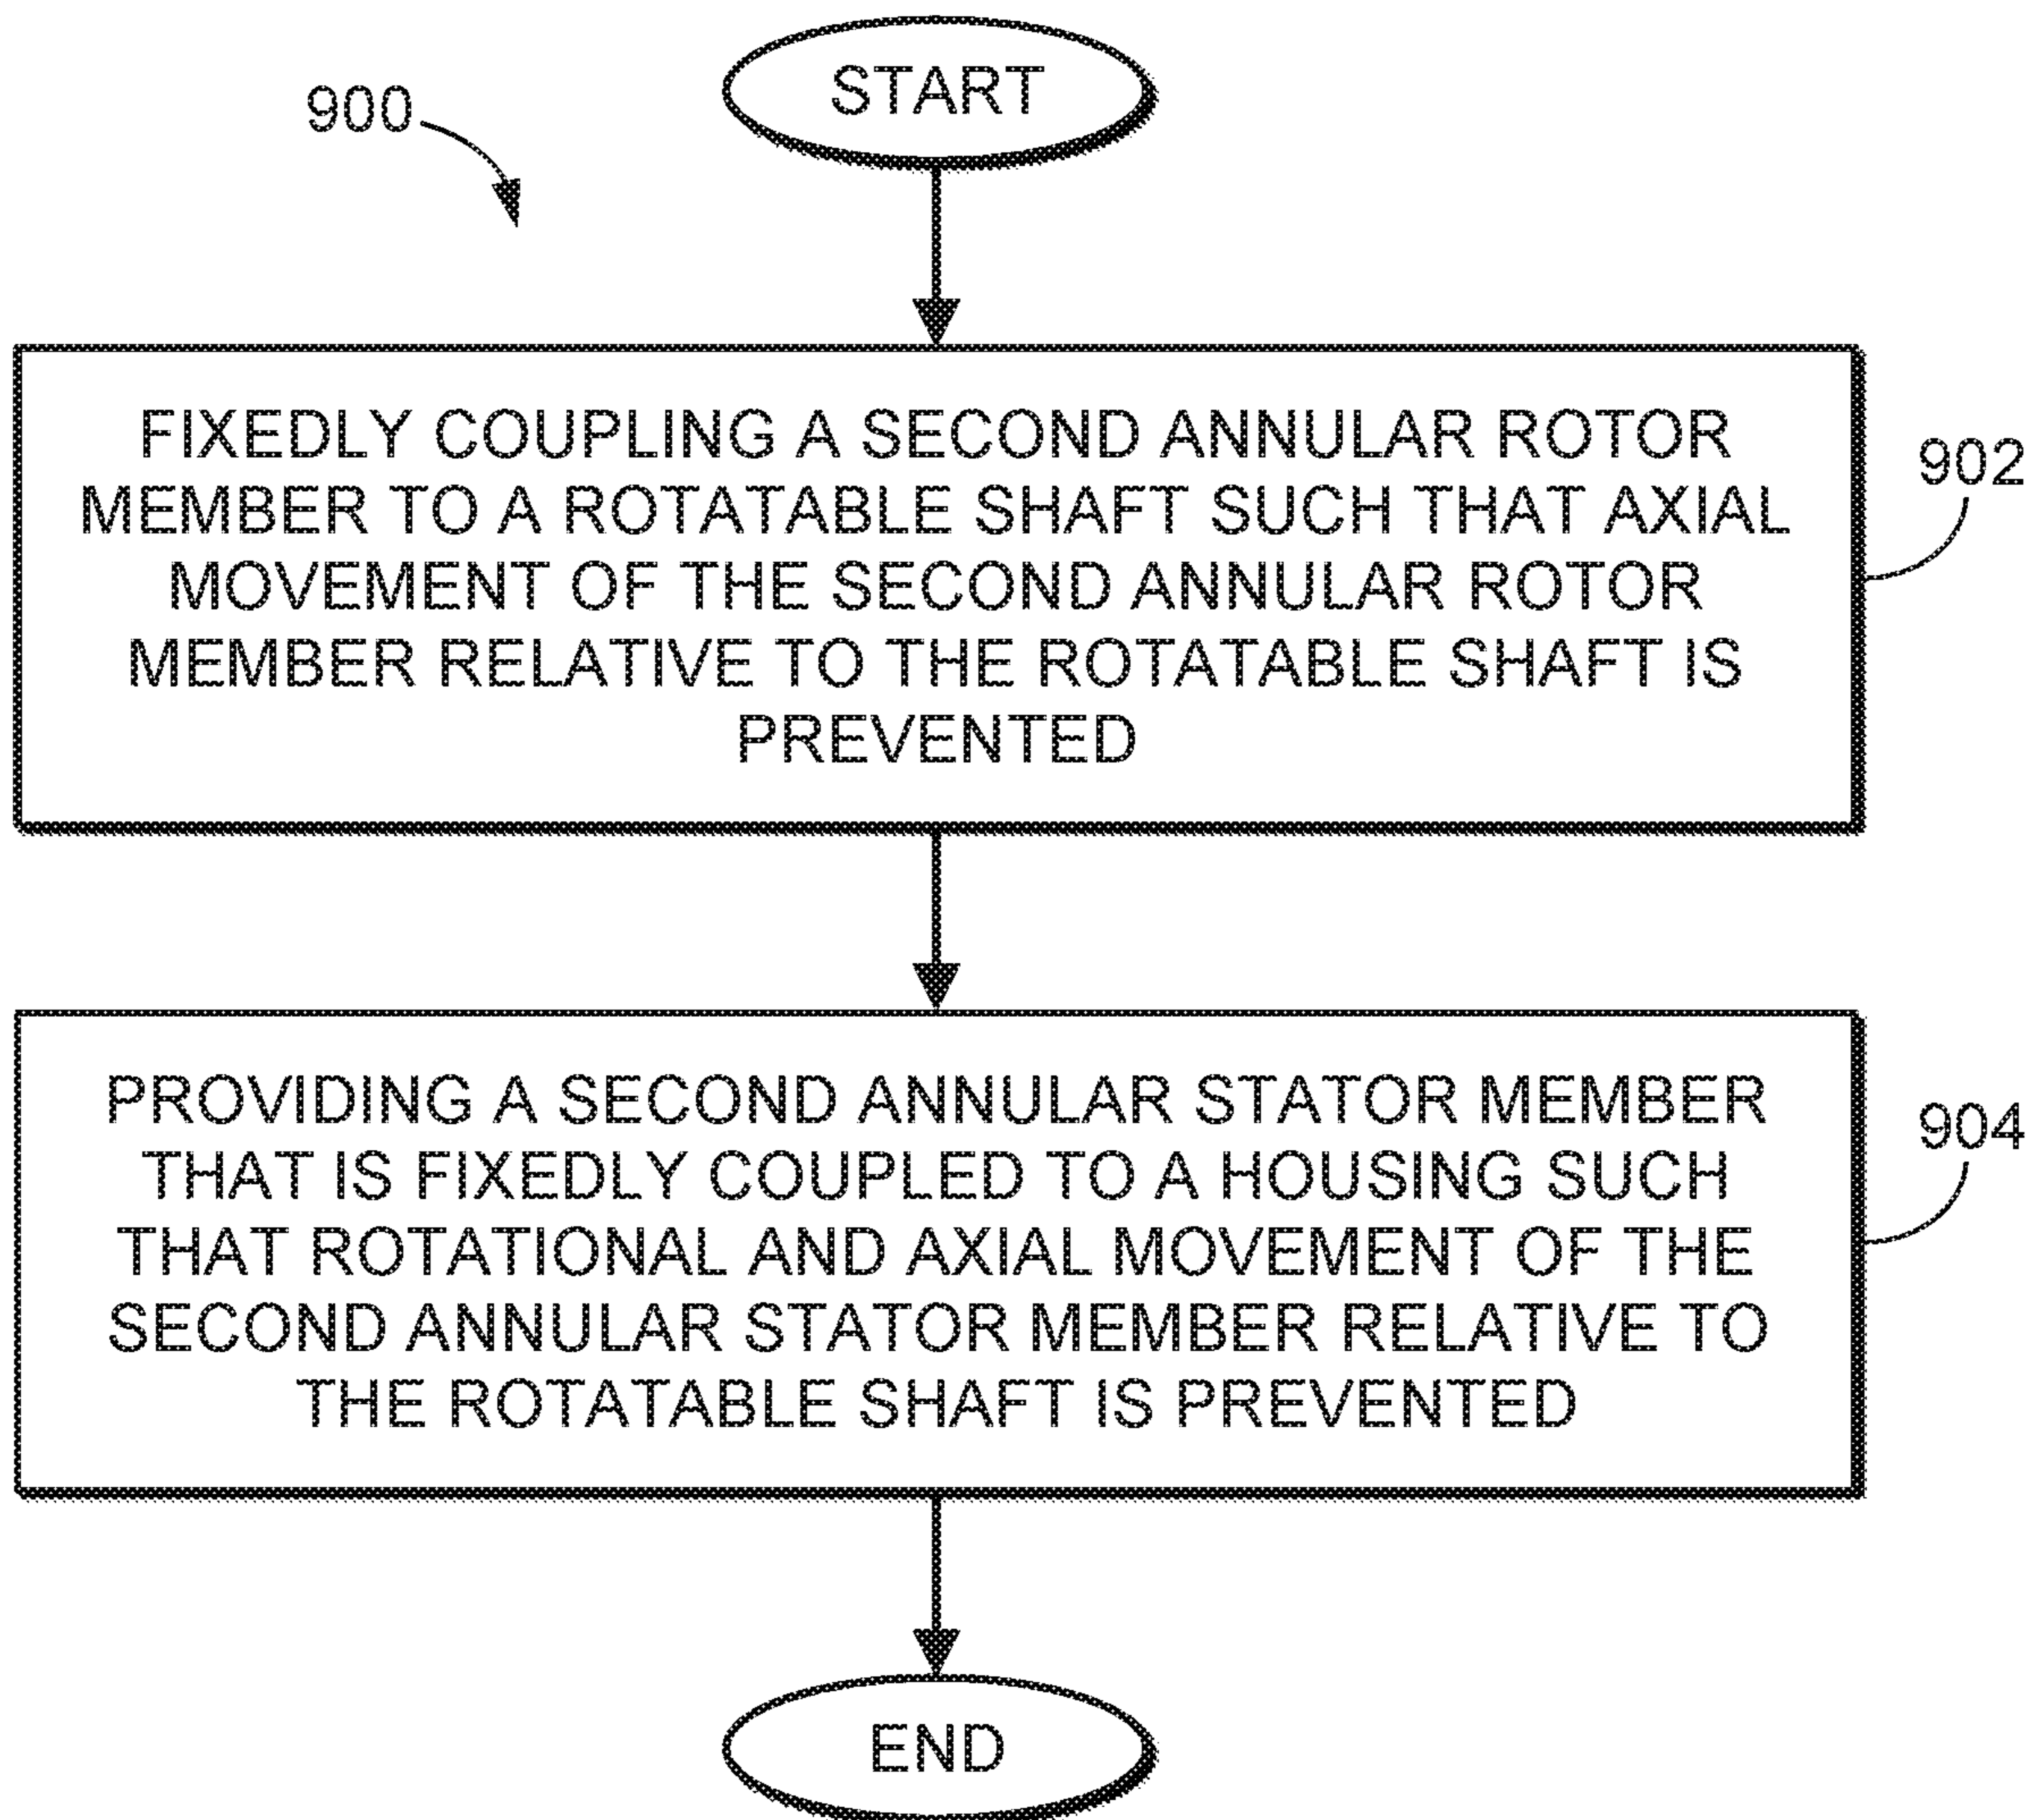 START
900
FIXEDLY COUPLING A SECOND ANNULAR ROTOR
MEMBER TO A ROTATABLE SHAFT SUCH THAT AXIAL
MOVEMENT OF THE SECOND ANNULAR ROTOR
MEMBER RELATIVE TO THE ROTATABLE SHAFT IS
PREVENTED
902
PROVIDING A SECOND ANNULAR STATOR MEMBER
THAT IS FIXEDLY COUPLED TO A HOUSING SUCH
THAT ROTATIONAL AND AXIAL MOVEMENT OF THE
SECOND ANNULAR STATOR MEMBER RELATIVE TO
THE ROTATABLE SHAFT IS PREVENTED
904
END